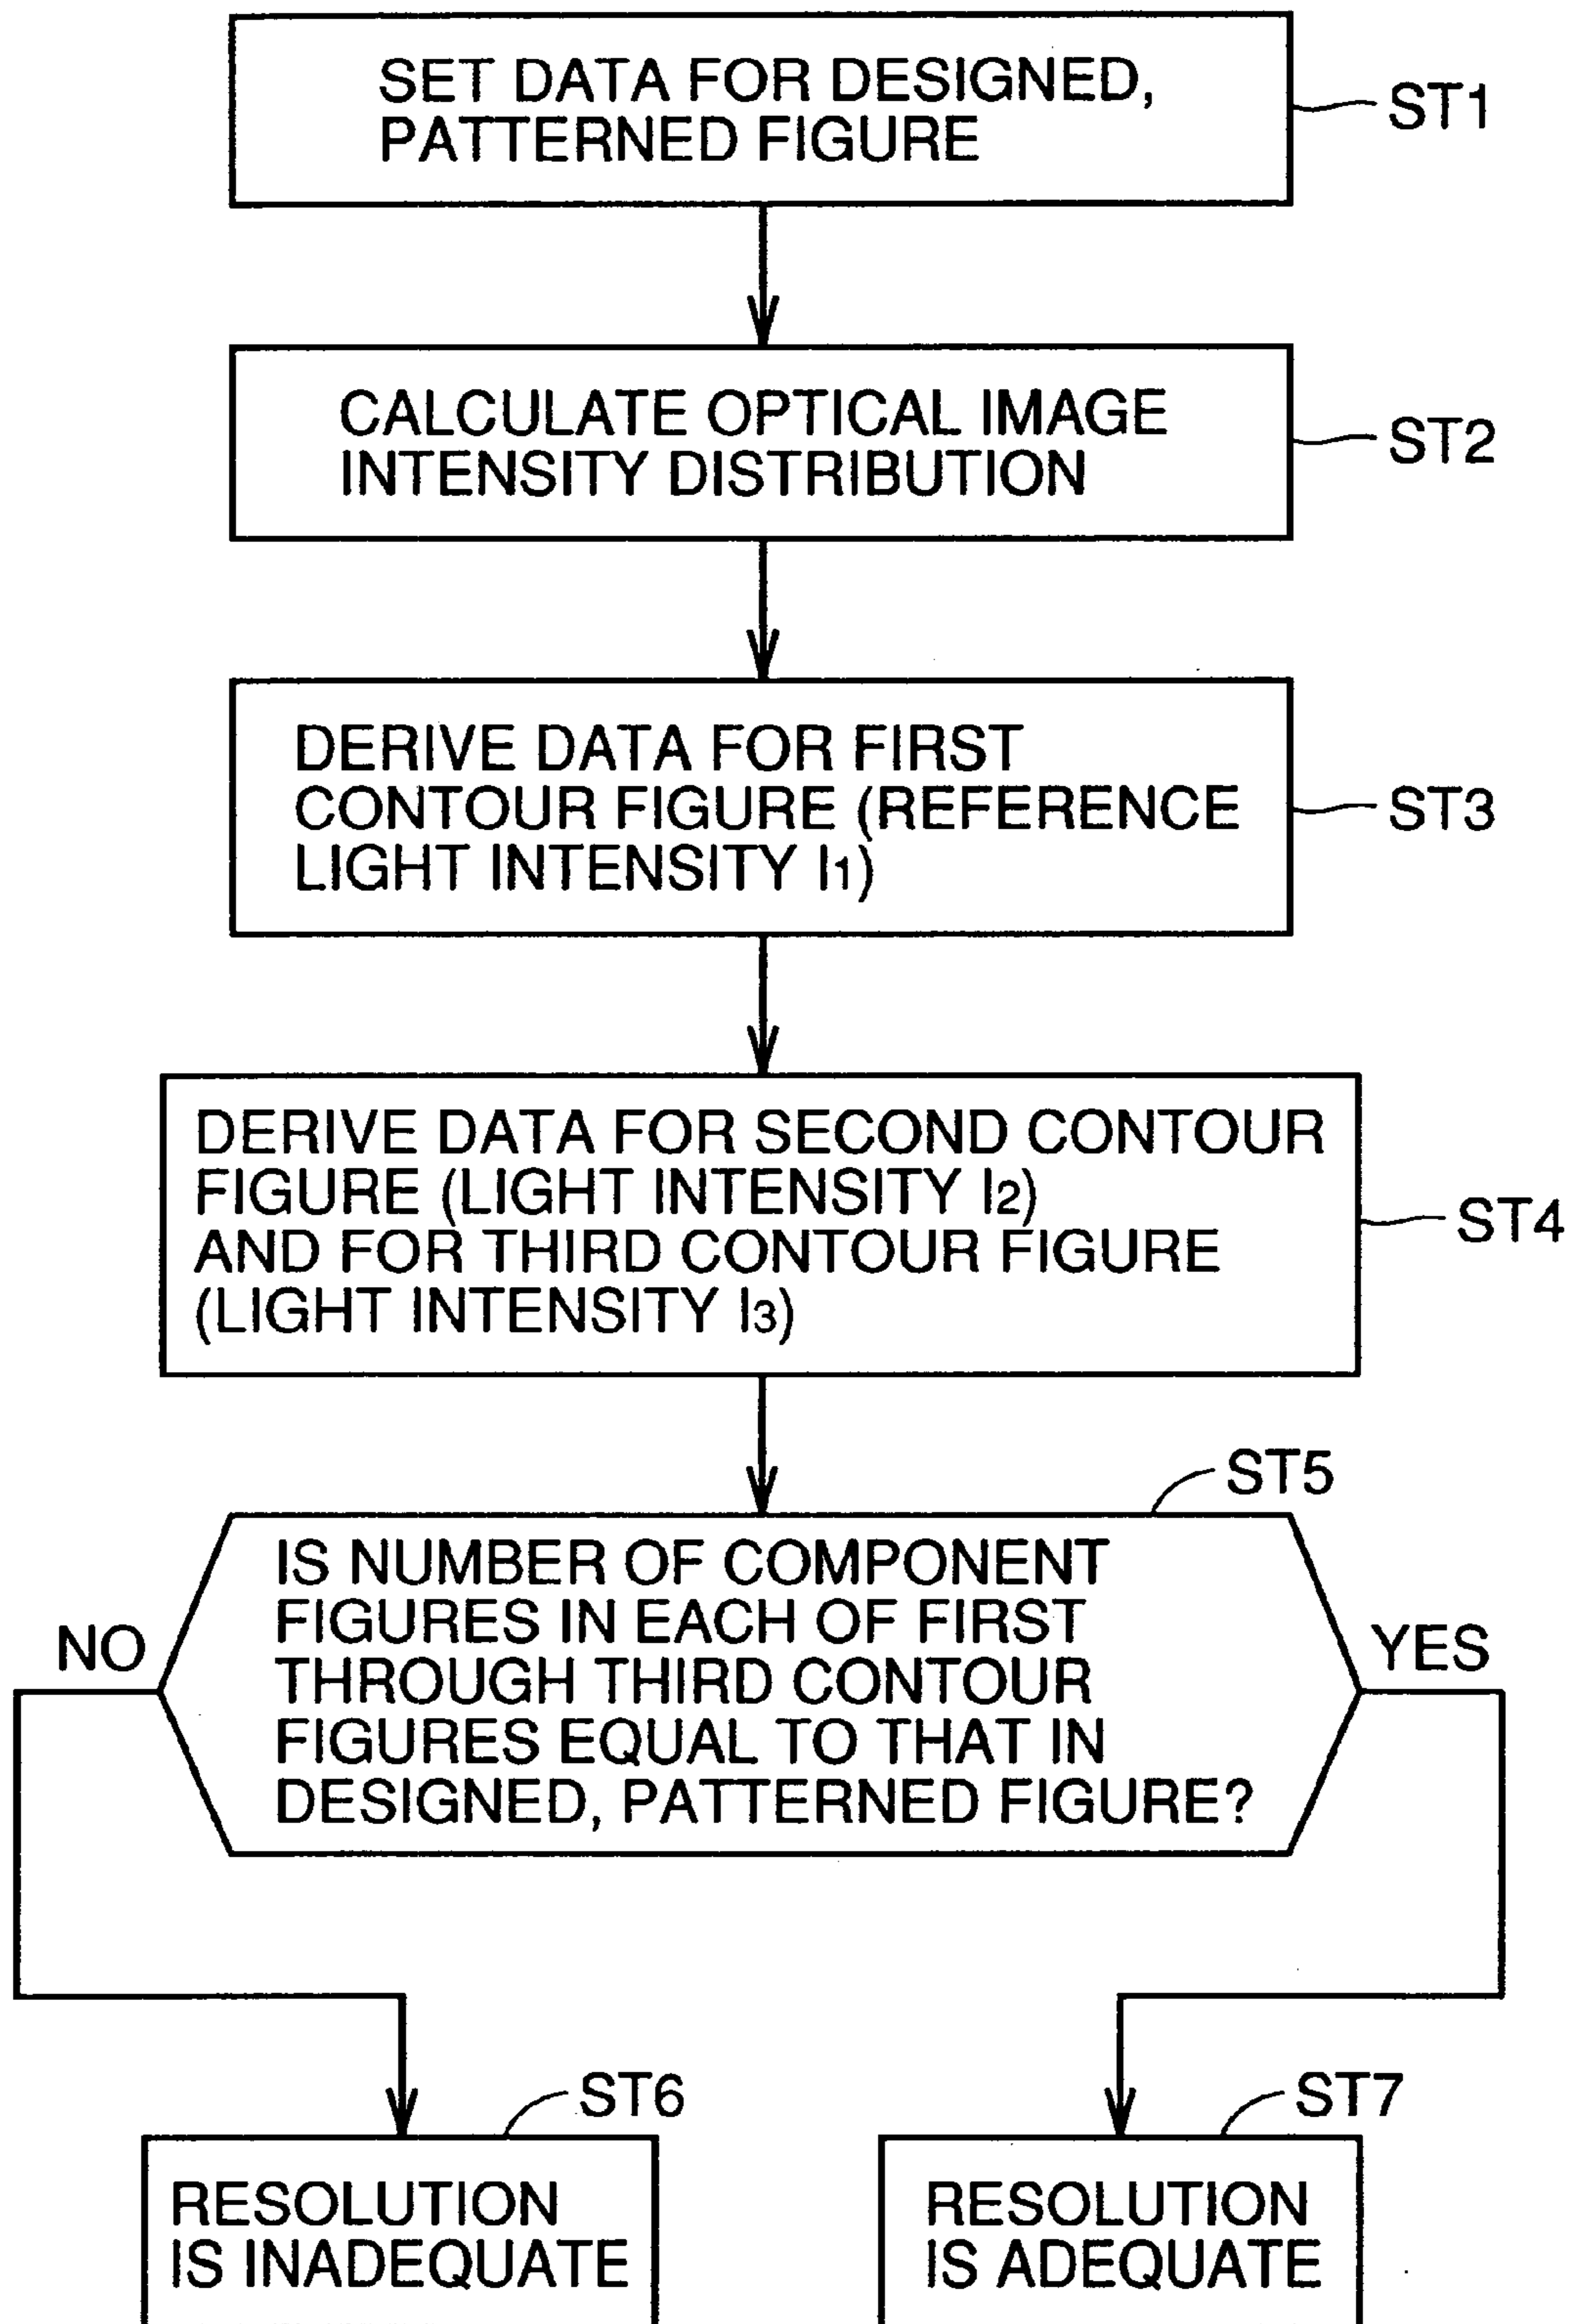 SET DATA FOR DESIGNED,
PATTERNED FIGURE
ST1
CALCULATE OPTICAL IMAGE
INTENSITY DISTRIBUTION
ST2
DERIVE DATA FOR FIRST
CONTOUR FIGURE (REFERENCE
LIGHT INTENSITY I1)
ST3
DERIVE DATA FOR SECOND CONTOUR
FIGURE (LIGHT INTENSITY I2)
AND FOR THIRD CONTOUR FIGURE
(LIGHT INTENSITY I3)
ST4
ST5
IS NUMBER OF COMPONENT
FIGURES IN EACH OF FIRST
THROUGH THIRD CONTOUR
FIGURES EQUAL TO THAT IN
DESIGNED, PATTERNED FIGURE?
NO
YES
ST6
RESOLUTION
IS INADEQUATE
ST7
RESOLUTION
IS ADEQUATE